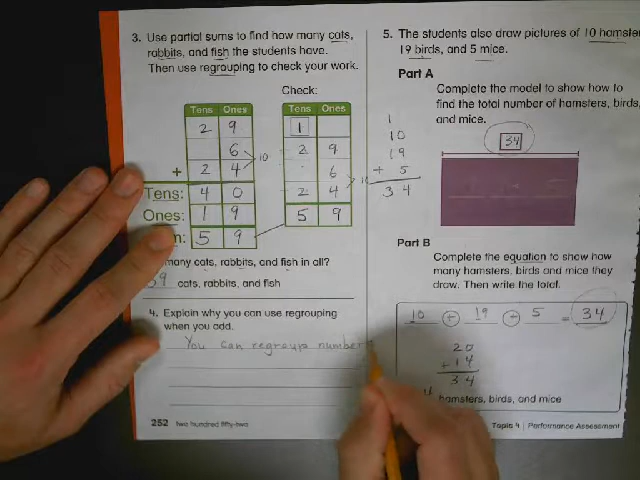 3. Use partial sums to find how many cats,
rabbits, and fish the students have.
Then use regrouping to check your work.
Check:
Tens Ones
2 9
6
+ 2 4
10
Tens: 4 0
Ones: 1 9
5 9
Tens Ones
1
2 9
6
2 4
5 9
many cats, rabbits, and fish in all?
59 cats, rabbits, and fish
4. Explain why you can use regrouping
when you add.
You can regroup number
252 two hundred fifty-two
5. The students also draw pictures of 10 hamster
19 birds, and 5 mice.
Part A
Complete the model to show how to
find the total number of hamsters, birds,
and mice.
1
10
19
+ 5
34
34
Part B
Complete the equation to show how
many hamsters, birds and mice they
draw. Then write the total.
10 + 19 + 5 = 34
20
+ 14
34
hamsters, birds, and mice
Topic 4 | Performance Assessment